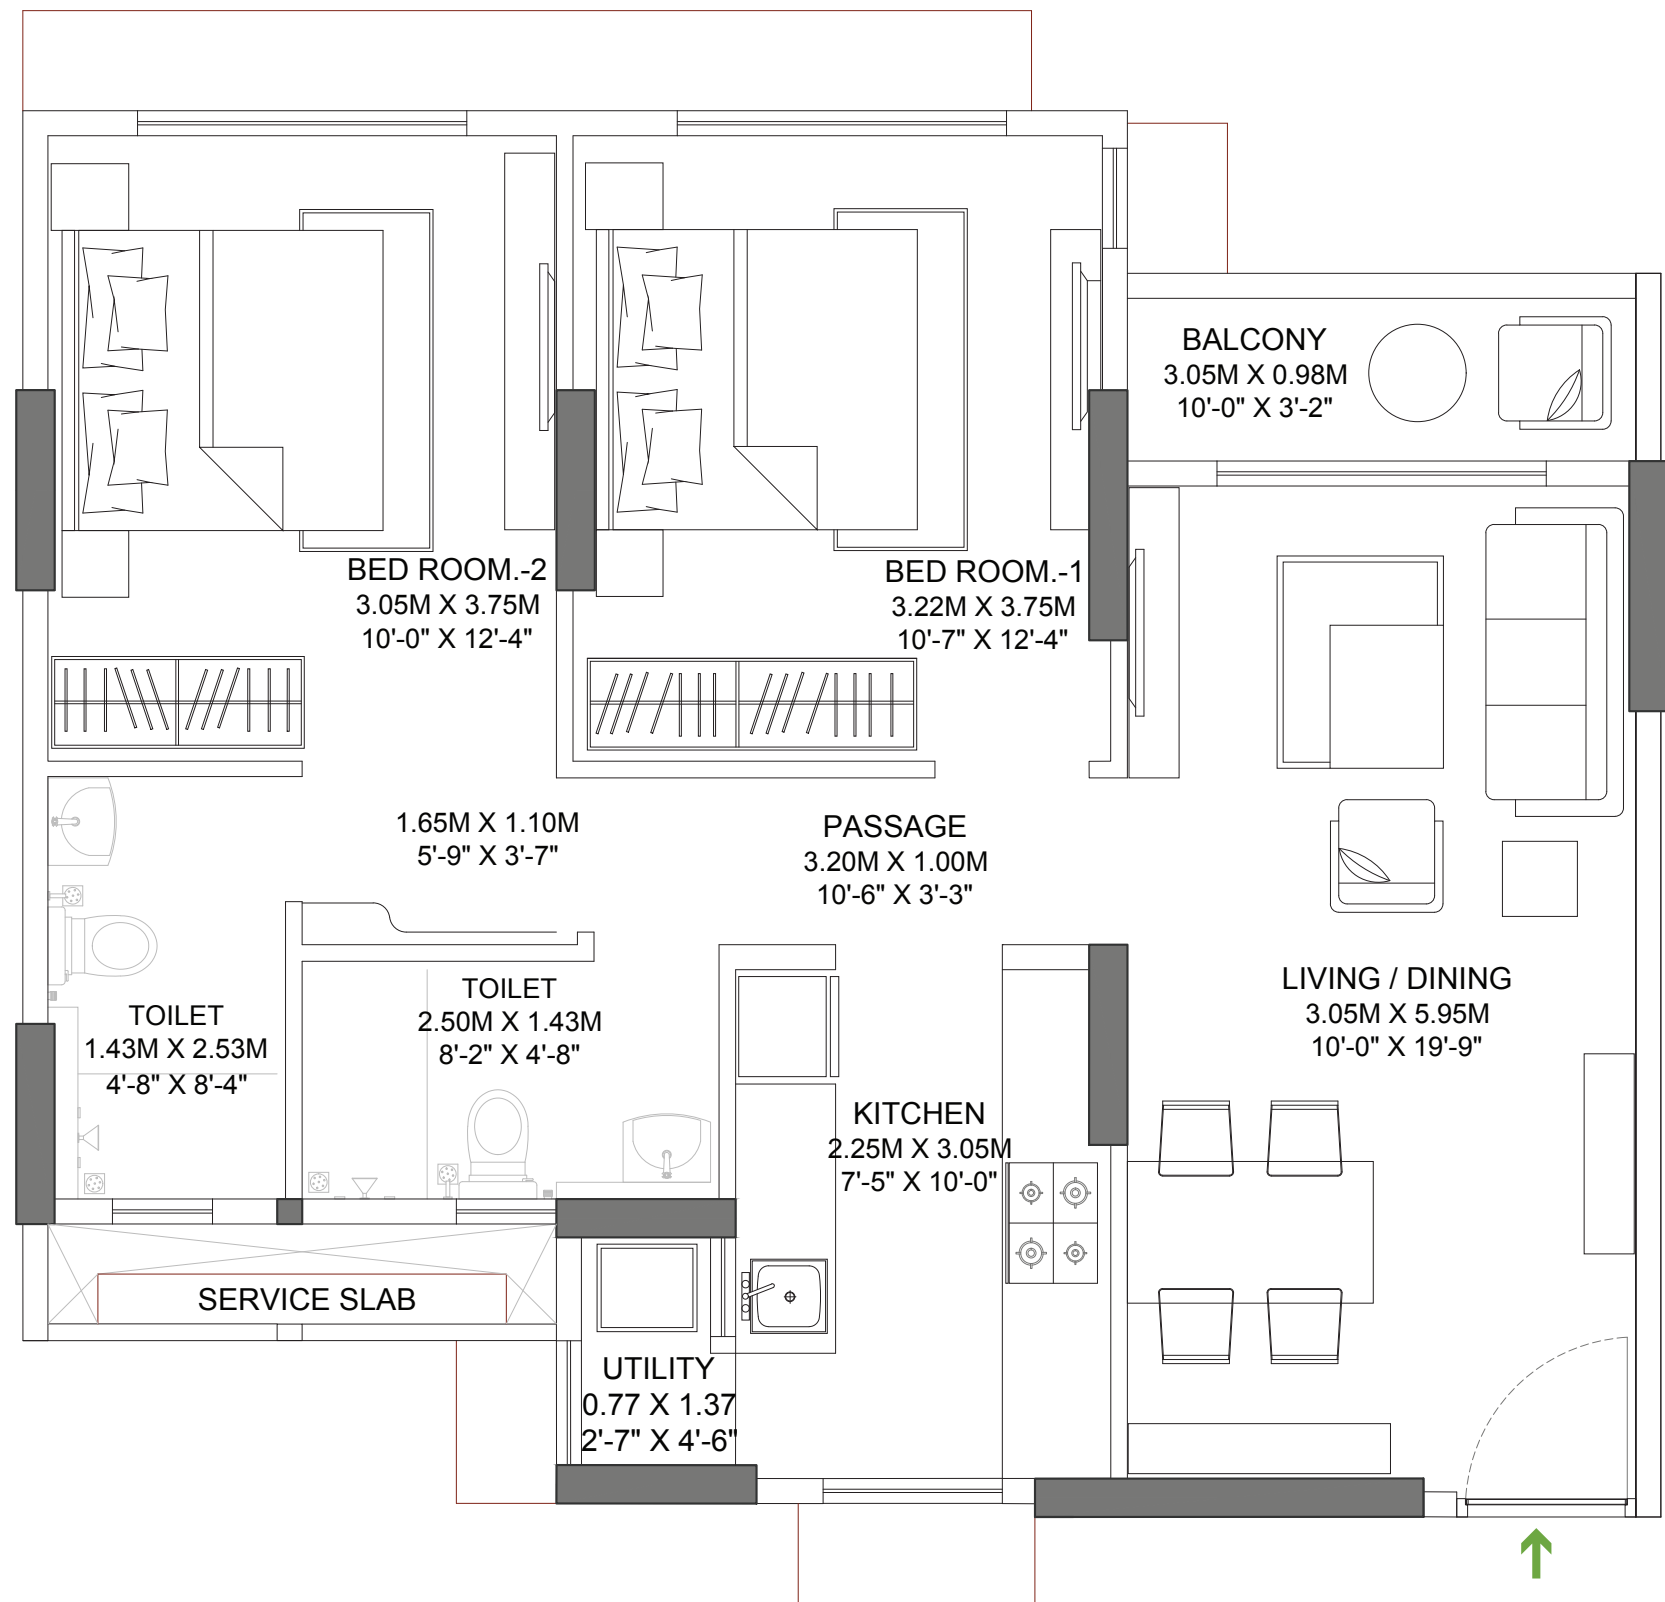 BALCONY
3.05M X 0.98M
10'-0" X 3'-2"
BED ROOM.-2
3.05M X 3.75M
10'-0" X 12'-4"
BED ROOM.-1
3.22M X 3.75M
10'-7" X 12'-4"
1.65M X 1.10M
5'-9" X 3'-7"
PASSAGE
3.20M X 1.00M
10'-6" X 3'-3"
LIVING / DINING
3.05M X 5.95M
10'-0" X 19'-9"
TOILET
1.43M X 2.53M
4'-8" X 8'-4"
TOILET
2.50M X 1.43M
8'-2" X 4'-8"
KITCHEN
2.25M X 3.05M
7'-5" X 10'-0"
SERVICE SLAB
UTILITY
0.77 X 1.37
2'-7" X 4'-6"